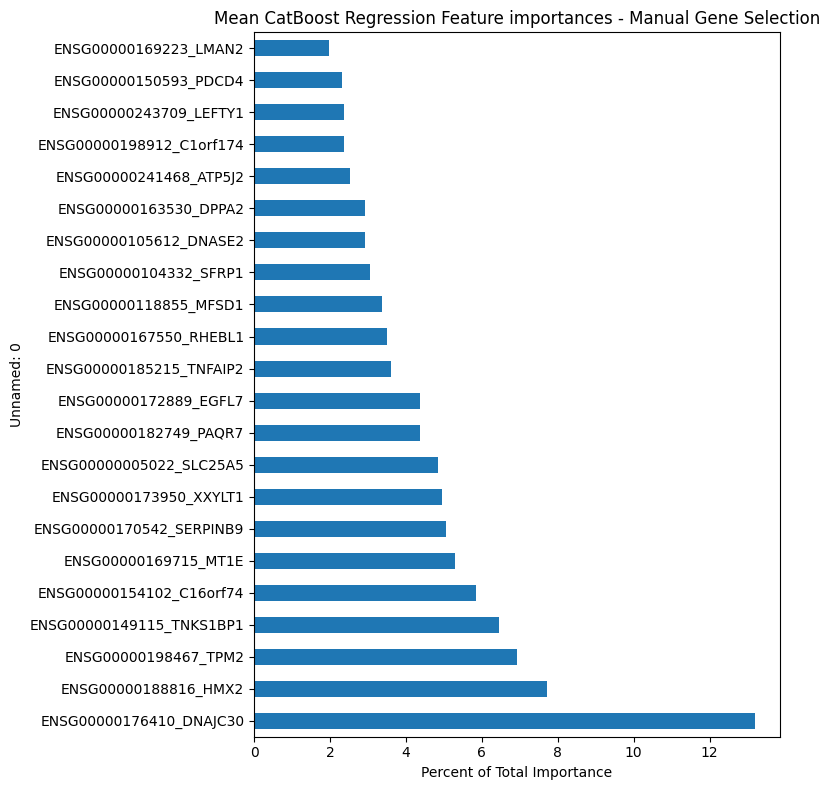 Mean CatBoost Regression Feature importances - Manual Gene Selection
ENSG00000169223_LMAN2
ENSG00000150593_PDCD4
ENSG00000243709_LEFTY1
ENSG00000198912_C1orf174
ENSG00000241468_ATP5J2
ENSG00000163530_DPPA2
ENSG00000105612_DNASE2
ENSG00000104332_SFRP1
ENSG00000118855_MFSD1
ENSG00000167550_RHEBL1
ENSG00000185215_TNFAIP2
ENSG00000172889_EGFL7
ENSG00000182749_PAQR7
ENSG00000005022_SLC25A5
ENSG00000173950_XXYLT1
ENSG00000170542_SERPINB9
ENSG00000169715_MT1E
ENSG00000154102_C16orf74
ENSG00000149115_TNKS1BP1
ENSG00000198467_TPM2
ENSG00000188816_HMX2
ENSG00000176410_DNAJC30
Unnamed: 0
0 2 4 6 8 10 12
Percent of Total Importance